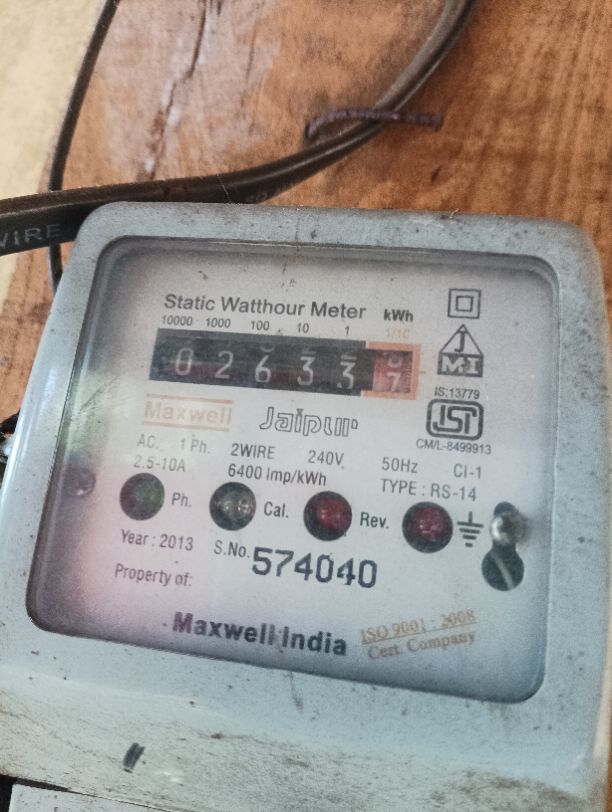 WIRE
Static Watthour Meter kWh
10000 1000 100 10 1 1/10
0 2 6 3 3 7
J
M-I
IS:13779
Maxwell Jaipur
ISI
CM/L-8499913
AC. 1 Ph. 2WIRE 240V 50Hz CI-1
2.5-10A 6400 Imp/kWh TYPE : RS-14
Ph. Cal. Rev.
Year : 2013 S.No. 574040
Property of:
Maxwell India
ISO 9001 : 2008
Cert. Company